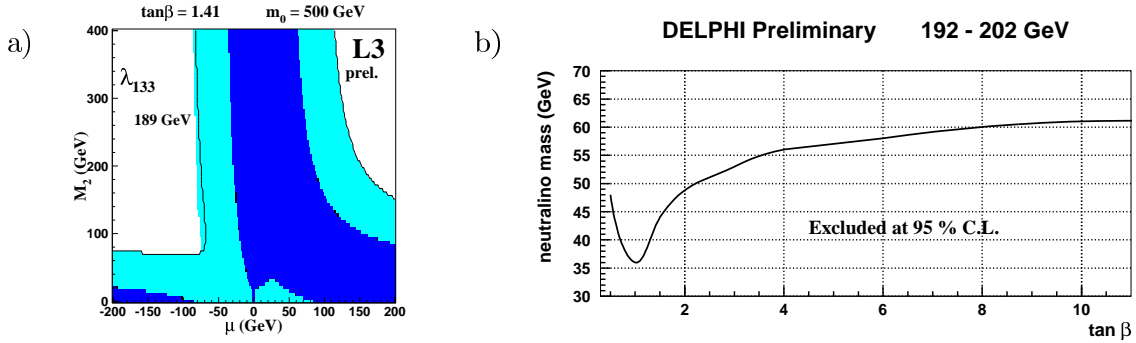 a)
tanβ = 1.41 m₀ = 500 GeV
M₂ (GeV)
400
300
200
100
0
λ₁₃₃
189 GeV
L3
prel.
-200 -150 -100 -50 0 50 100 150 200
μ (GeV)
b)
DELPHI Preliminary 192 - 202 GeV
neutralino mass (GeV)
70
65
60
55
50
45
40
35
30
Excluded at 95 % C.L.
2 4 6 8 10
tan β